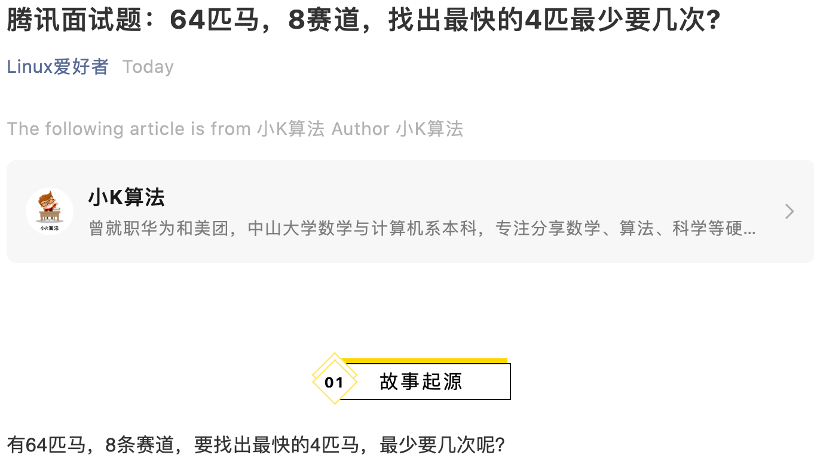 腾讯面试题：64匹马，8赛道，找出最快的4匹最少要几次？
Linux爱好者 Today
The following article is from 小K算法 Author 小K算法
小K算法
曾就职华为和美团，中山大学数学与计算机系本科，专注分享数学、算法、科学等硬...
小K算法
01 故事起源
有64匹马，8条赛道，要找出最快的4匹马，最少要几次呢？